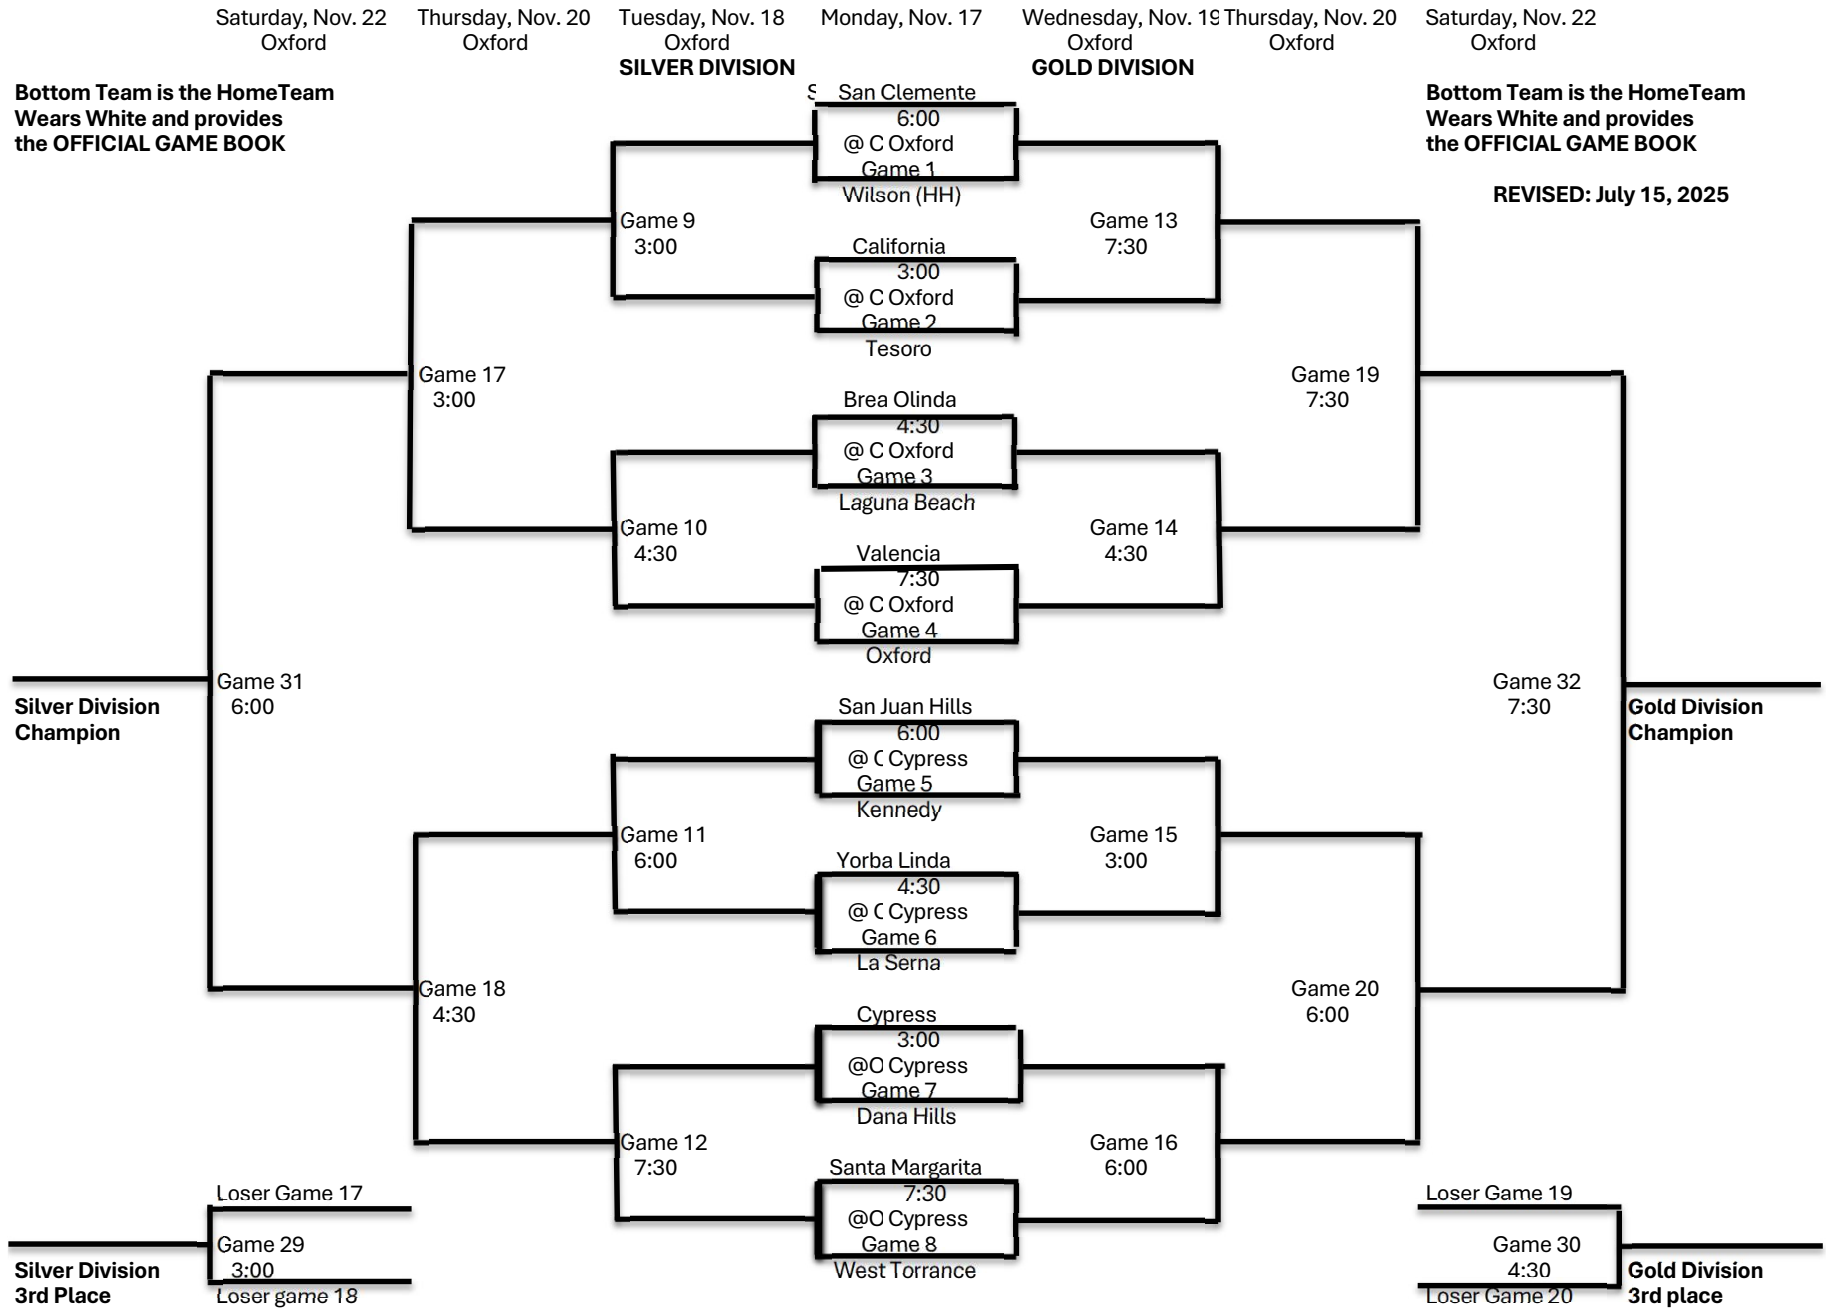 Saturday, Nov. 22 Thursday, Nov. 20 Tuesday, Nov. 18 Monday, Nov. 17 Wednesday, Nov. 19 Thursday, Nov. 20 Saturday, Nov. 22
Oxford Oxford Oxford Oxford Oxford Oxford
SILVER DIVISION GOLD DIVISION
Bottom Team is the HomeTeam
Wears White and provides
the OFFICIAL GAME BOOK
Bottom Team is the HomeTeam
Wears White and provides
the OFFICIAL GAME BOOK
REVISED: July 15, 2025
S San Clemente
6:00
@ C Oxford
Game 1
Wilson (HH)
Game 9
3:00
Game 13
7:30
California
3:00
@ C Oxford
Game 2
Tesoro
Game 17
3:00
Game 19
7:30
Brea Olinda
4:30
@ C Oxford
Game 3
Laguna Beach
Game 10
4:30
Game 14
4:30
Valencia
7:30
@ C Oxford
Game 4
Oxford
Game 31
6:00
Silver Division
Champion
Game 32
7:30
Gold Division
Champion
San Juan Hills
6:00
@ C Cypress
Game 5
Kennedy
Game 11
6:00
Game 15
3:00
Yorba Linda
4:30
@ C Cypress
Game 6
La Serna
Game 18
4:30
Game 20
6:00
Cypress
3:00
@O Cypress
Game 7
Dana Hills
Game 12
7:30
Game 16
6:00
Santa Margarita
7:30
@O Cypress
Game 8
West Torrance
Loser Game 17
Game 29
3:00
Loser game 18
Silver Division
3rd Place
Loser Game 19
Game 30
4:30
Loser Game 20
Gold Division
3rd place